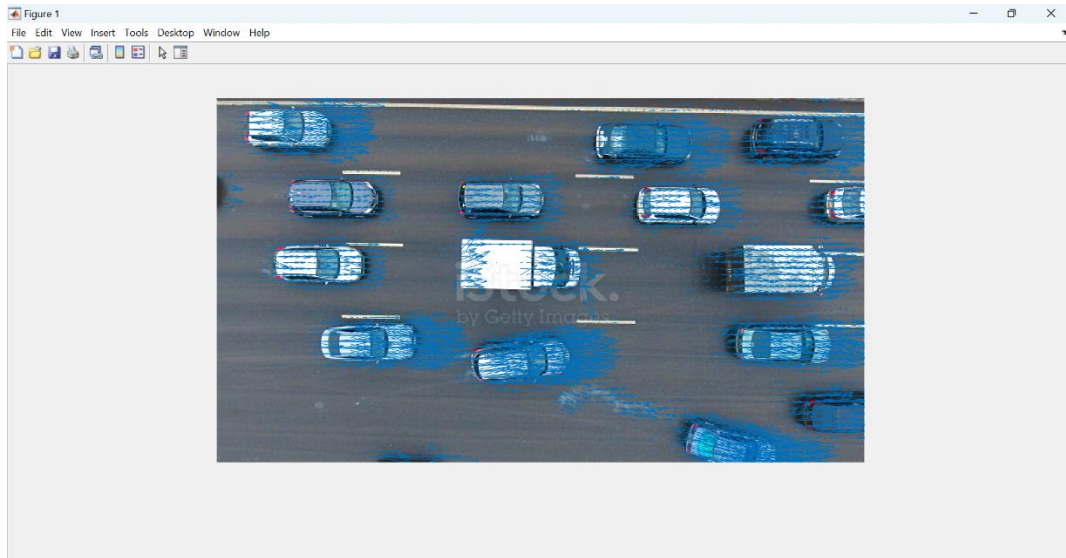 Figure 1
File Edit View Insert Tools Desktop Window Help
iStock.
by Getty Images